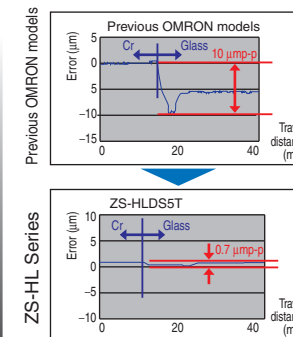 Previous OMRON models
Previous OMRON models
Error (μm)
5
0
−5
−10
−15
Cr
Glass
10 μmp-p
0
20
40
distan
(m
ZS-HL Series
ZS-HLDS5T
Error (μm)
10
5
0
−5
−10
Cr
Glass
0.7 μmp-p
0
20
40
distan
(m